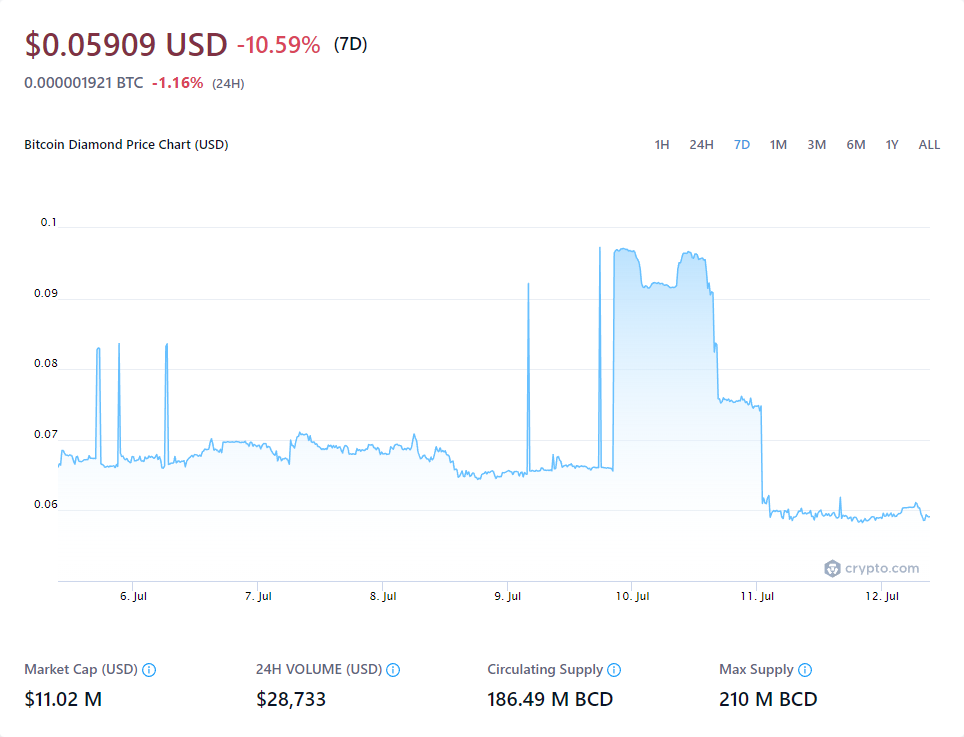 $0.05909 USD -10.59% (7D)
0.000001921 BTC -1.16% (24H)
Bitcoin Diamond Price Chart (USD)
1H 24H 7D 1M 3M 6M 1Y ALL
0.1
0.09
0.08
0.07
0.06
crypto.com
6. Jul 7. Jul 8. Jul 9. Jul 10. Jul 11. Jul 12. Jul
Market Cap (USD) 24H VOLUME (USD) Circulating Supply Max Supply
$11.02 M $28,733 186.49 M BCD 210 M BCD